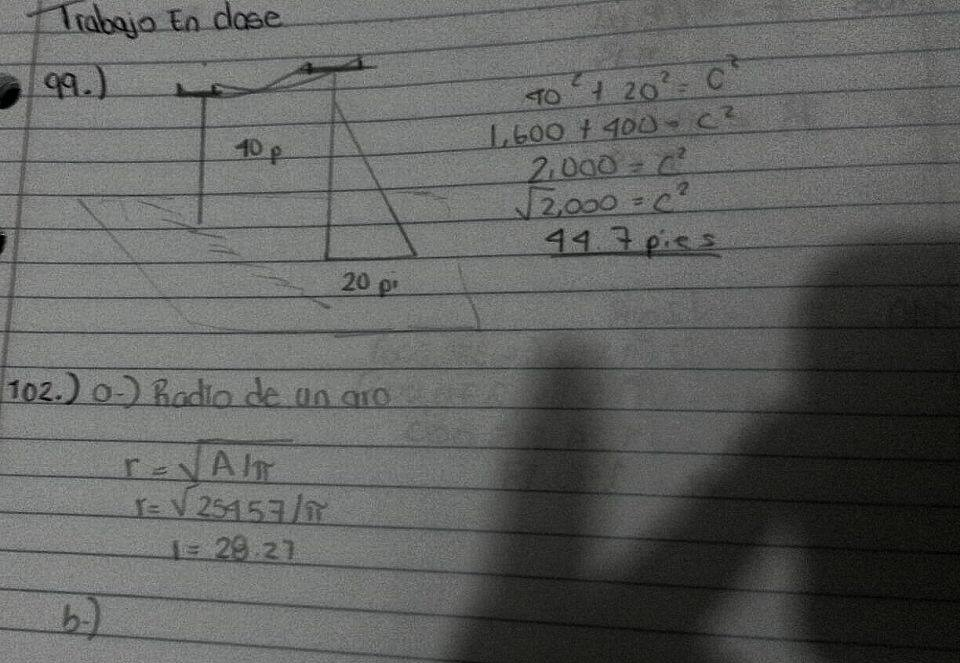 Trabajo En clase
99.)
40 p
20 pi
40² + 20² = C²
1,600 + 400 = C²
2,000 = C²
√2,000 = C²
44.7 pies
102.) a-) Radio de un aro
r = √A/π
r = √25457/π
r = 28.27
b-)